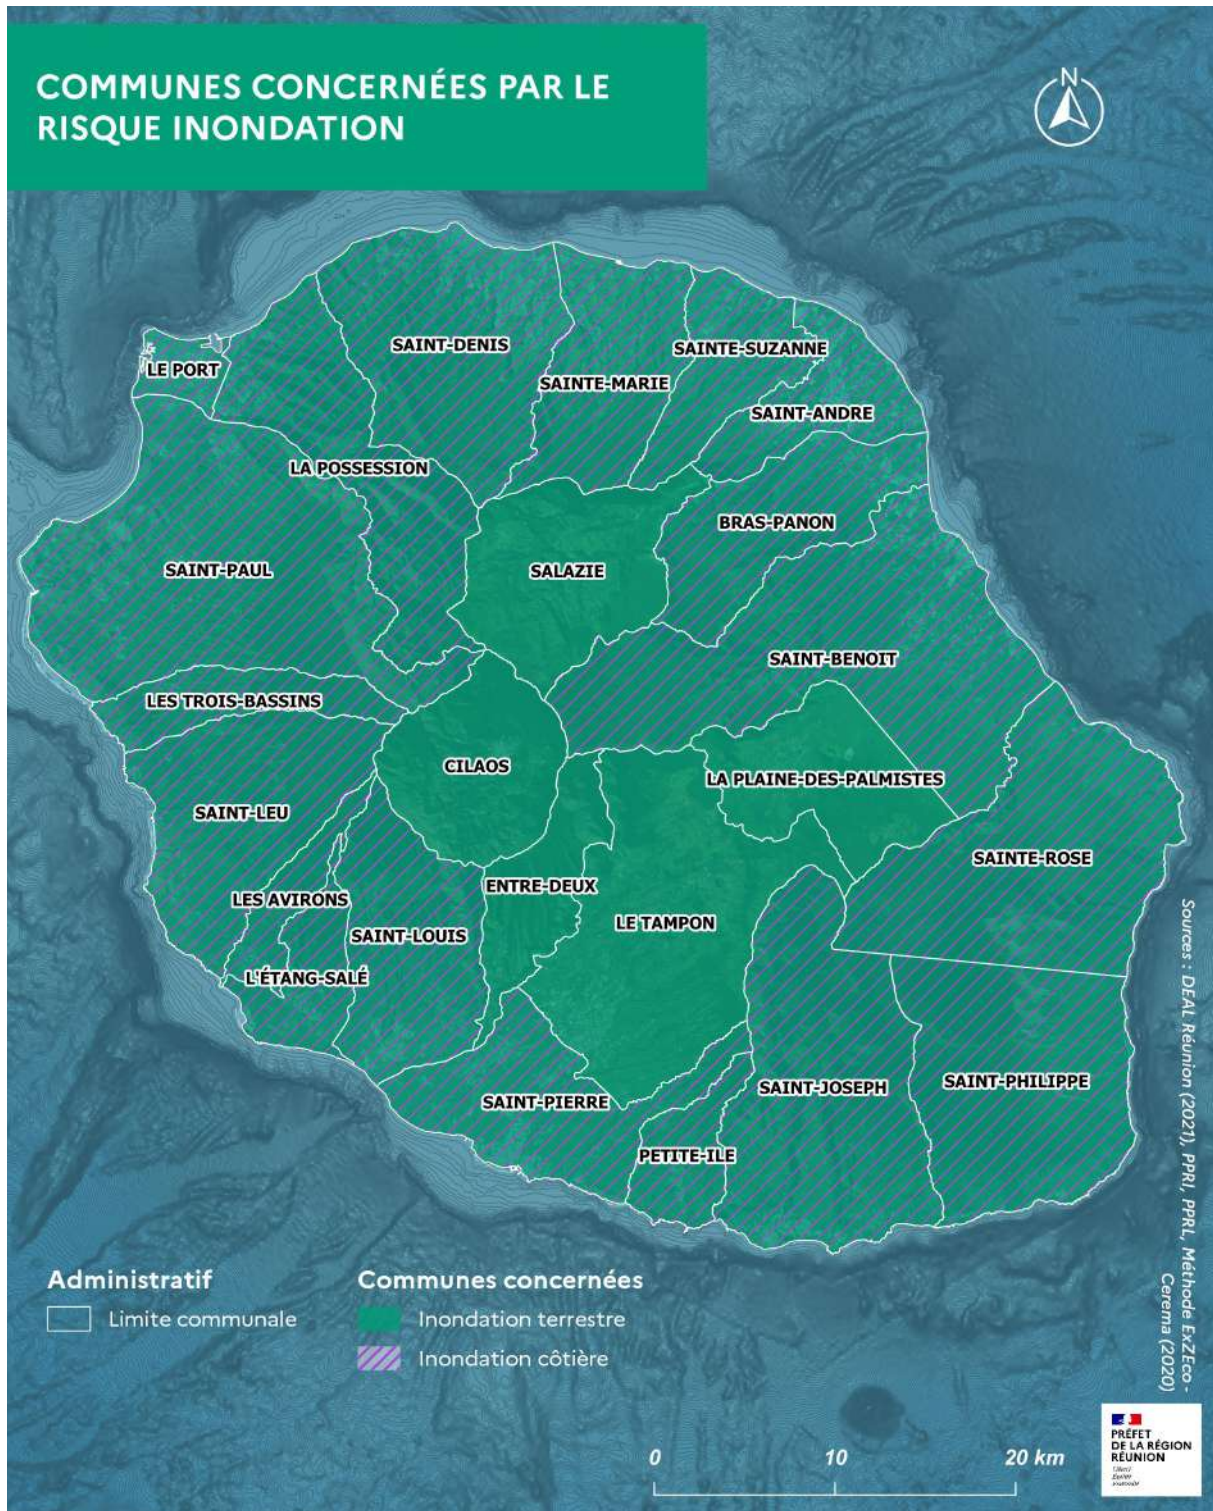 COMMUNES CONCERNÉES PAR LE
RISQUE INONDATION
N
SAINT-DENIS
LE PORT
SAINTE-SUZANNE
SAINTE-MARIE
SAINT-ANDRE
LA POSSESSION
BRAS-PANON
SAINT-PAUL
SALAZIE
SAINT-BENOIT
LES TROIS-BASSINS
CILAOS
LA PLAINE-DES-PALMISTES
SAINT-LEU
SAINTE-ROSE
ENTRE-DEUX
LES AVIRONS
LE TAMPON
SAINT-LOUIS
L'ÉTANG-SALÉ
SAINT-PHILIPPE
SAINT-JOSEPH
SAINT-PIERRE
PETITE-ILE
Sources : DEAL Réunion (2021), PPRI, PPRL, Méthode ExZEco -
Cerema (2020)
Administratif
Limite communale
Communes concernées
Inondation terrestre
Inondation côtière
0 10 20 km
PRÉFET
DE LA RÉGION
RÉUNION
Liberté
Égalité
Fraternité